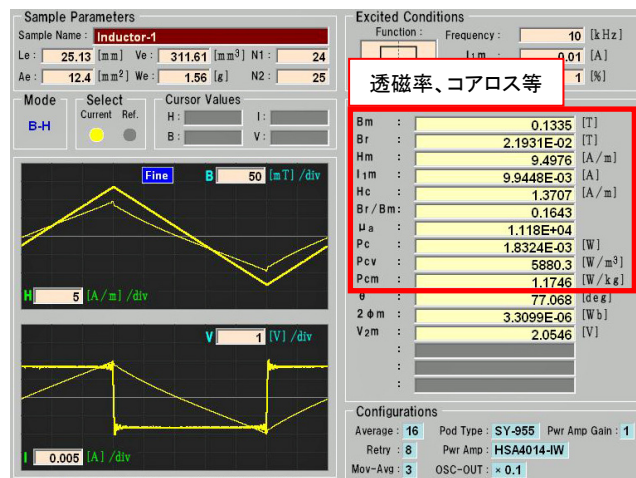 Sample Parameters
Sample Name : Inductor-1
Le : 25.13 [mm] Ve : 311.61 [mm³] N1 : 24
Ae : 12.4 [mm²] We : 1.56 [g] N2 : 25
Mode
B-H
Select
Current Ref.
Cursor Values
H : I :
B : V :
Fine B 50 [mT] /div
H 5 [A/m] /div
V 1 [V] /div
I 0.005 [A] /div
Excited Conditions
Function : Frequency : 10 [kHz]
I₁m : 0.01 [A]
1 [%]
透磁率、コアロス等
Bm : 0.1335 [T]
Br : 2.1931E-02 [T]
Hm : 9.4976 [A/m]
I₁m : 9.9448E-03 [A]
Hc : 1.3707 [A/m]
Br/Bm: 0.1643
μa : 1.118E+04
Pc : 1.8324E-03 [W]
Pcv : 5880.3 [W/m³]
Pcm : 1.1746 [W/kg]
θ : 77.068 [deg]
2φm : 3.3099E-06 [Wb]
V₂m : 2.0546 [V]
:
:
:
Configurations
Average : 16 Pod Type : SY-955 Pwr Amp Gain : 1
Retry : 8 Pwr Amp : HSA4014-IW
Mov-Avg : 3 OSC-OUT : × 0.1